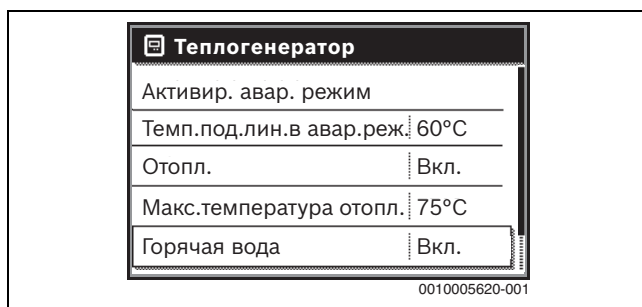 Теплогенератор
Активир. авар. режим
Темп.под.лин.в авар.реж. 60°C
Отопл. Вкл.
Макс.температура отопл. 75°C
Горячая вода Вкл.
0010005620-001